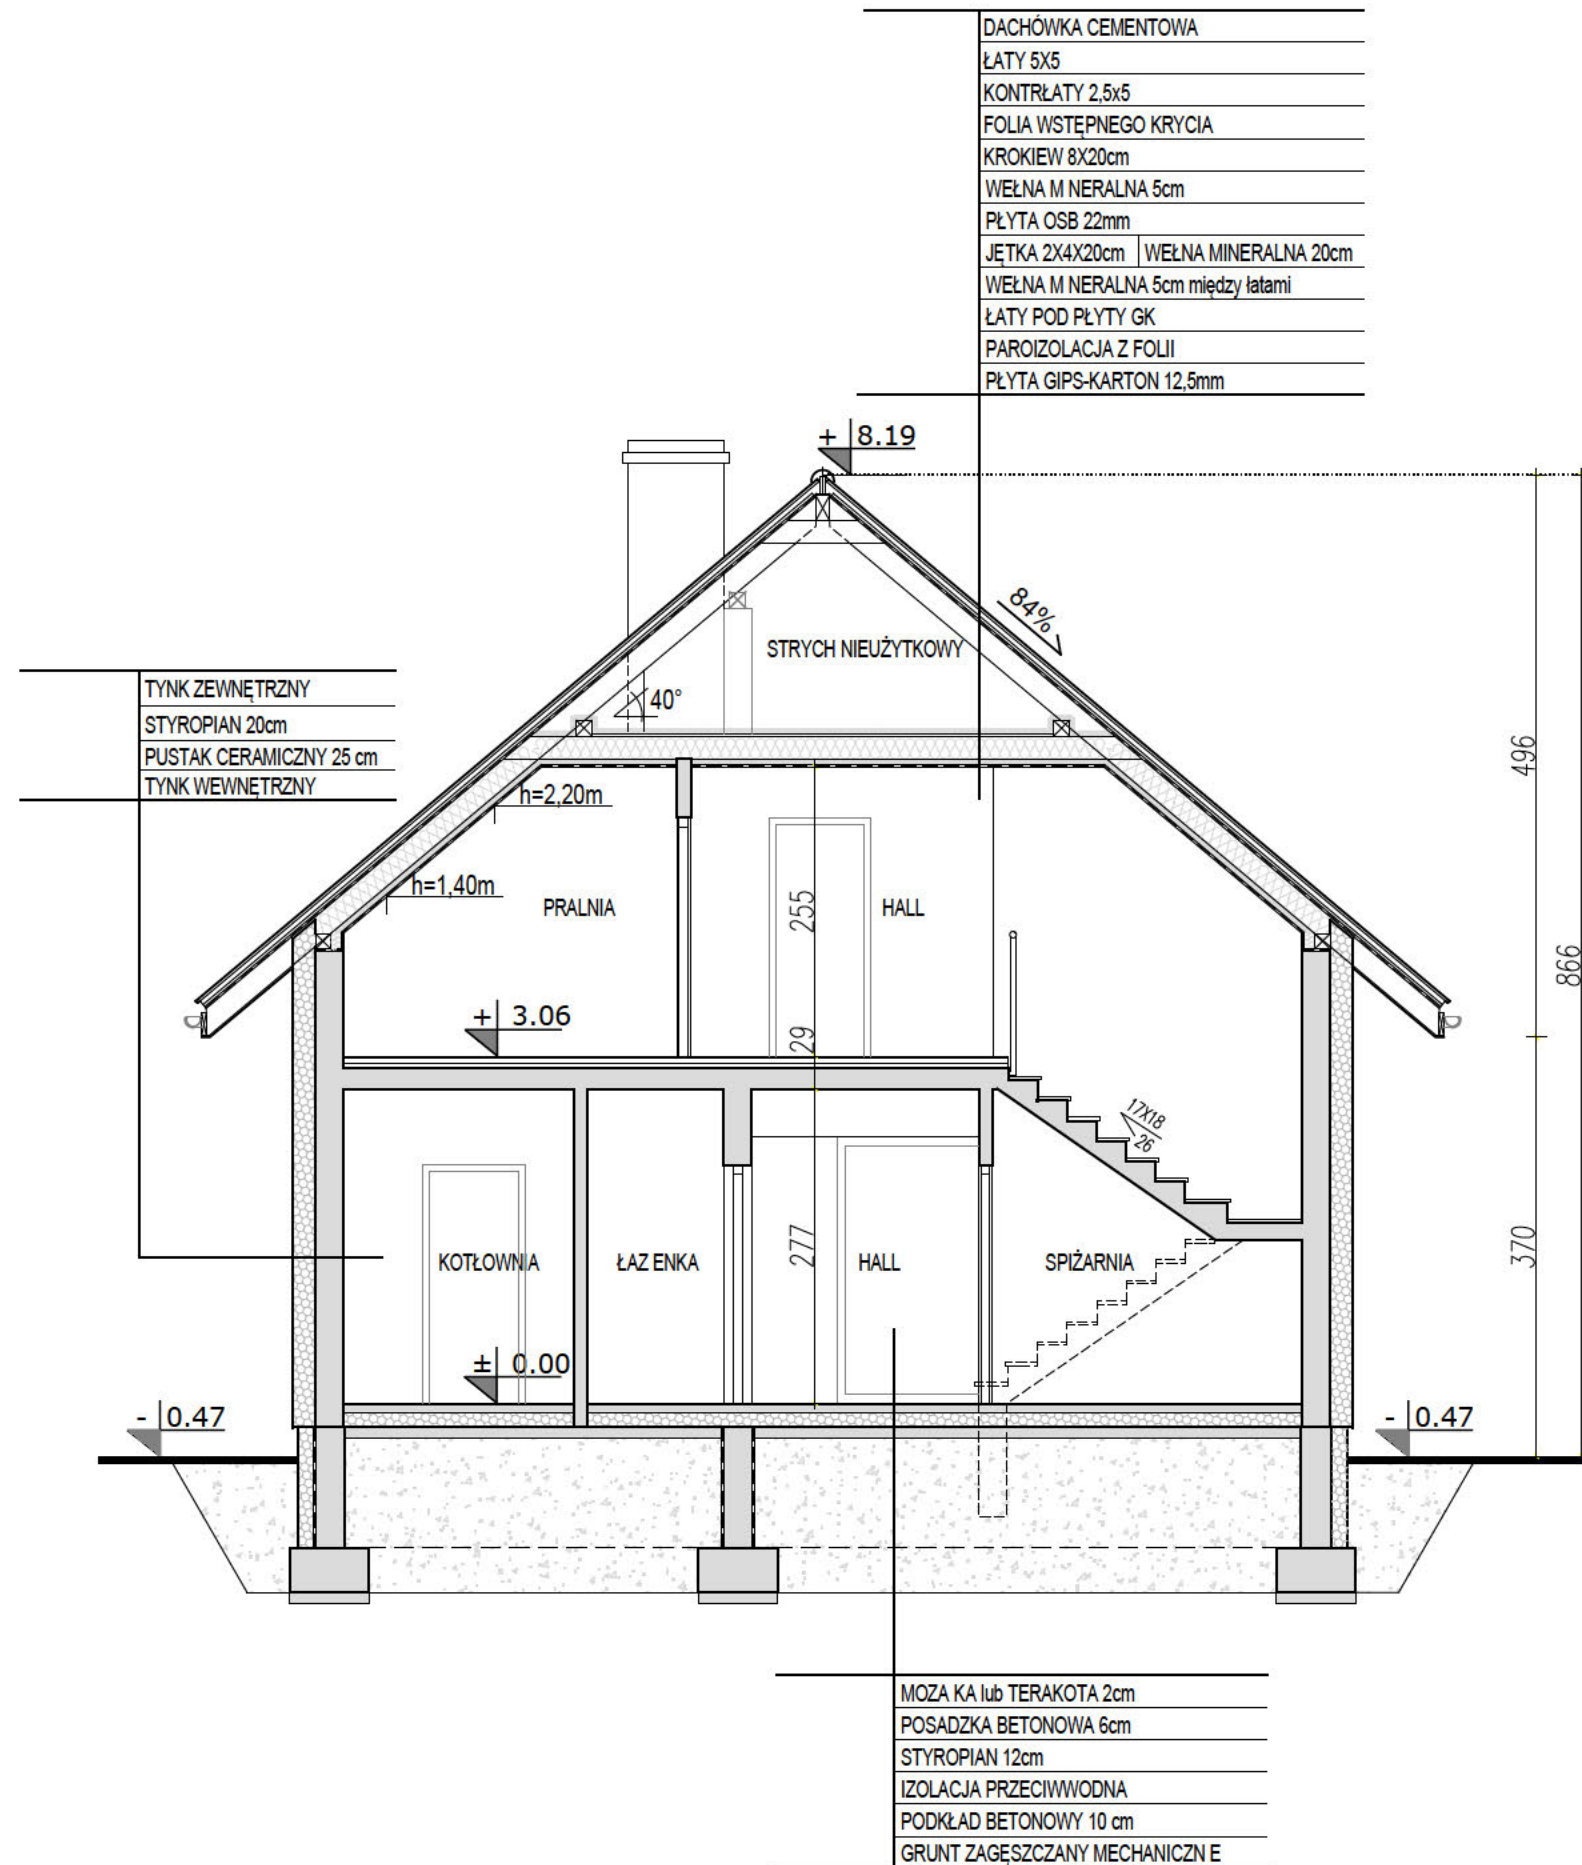 DACHÓWKA CEMENTOWA
ŁATY 5X5
KONTRŁATY 2,5x5
FOLIA WSTĘPNEGO KRYCIA
KROKIEW 8X20cm
WEŁNA M NERALNA 5cm
PŁYTA OSB 22mm
JĘTKA 2X4X20cm WEŁNA MINERALNA 20cm
WEŁNA M NERALNA 5cm między łatami
ŁATY POD PŁYTY GK
PAROIZOLACJA Z FOLII
PŁYTA GIPS-KARTON 12,5mm
+ 8.19
84%
STRYCH NIEUŻYTKOWY
40°
TYNK ZEWNĘTRZNY
STYROPIAN 20cm
PUSTAK CERAMICZNY 25 cm
TYNK WEWNĘTRZNY
496
h=2,20m
h=1,40m
PRALNIA
255
HALL
866
+ 3.06
29
17X18
26
370
277
KOTŁOWNIA
ŁAZ ENKA
HALL
SPIŻARNIA
± 0.00
- 0.47
- 0.47
MOZA KA lub TERAKOTA 2cm
POSADZKA BETONOWA 6cm
STYROPIAN 12cm
IZOLACJA PRZECIWWODNA
PODKŁAD BETONOWY 10 cm
GRUNT ZAGĘSZCZANY MECHANICZN E